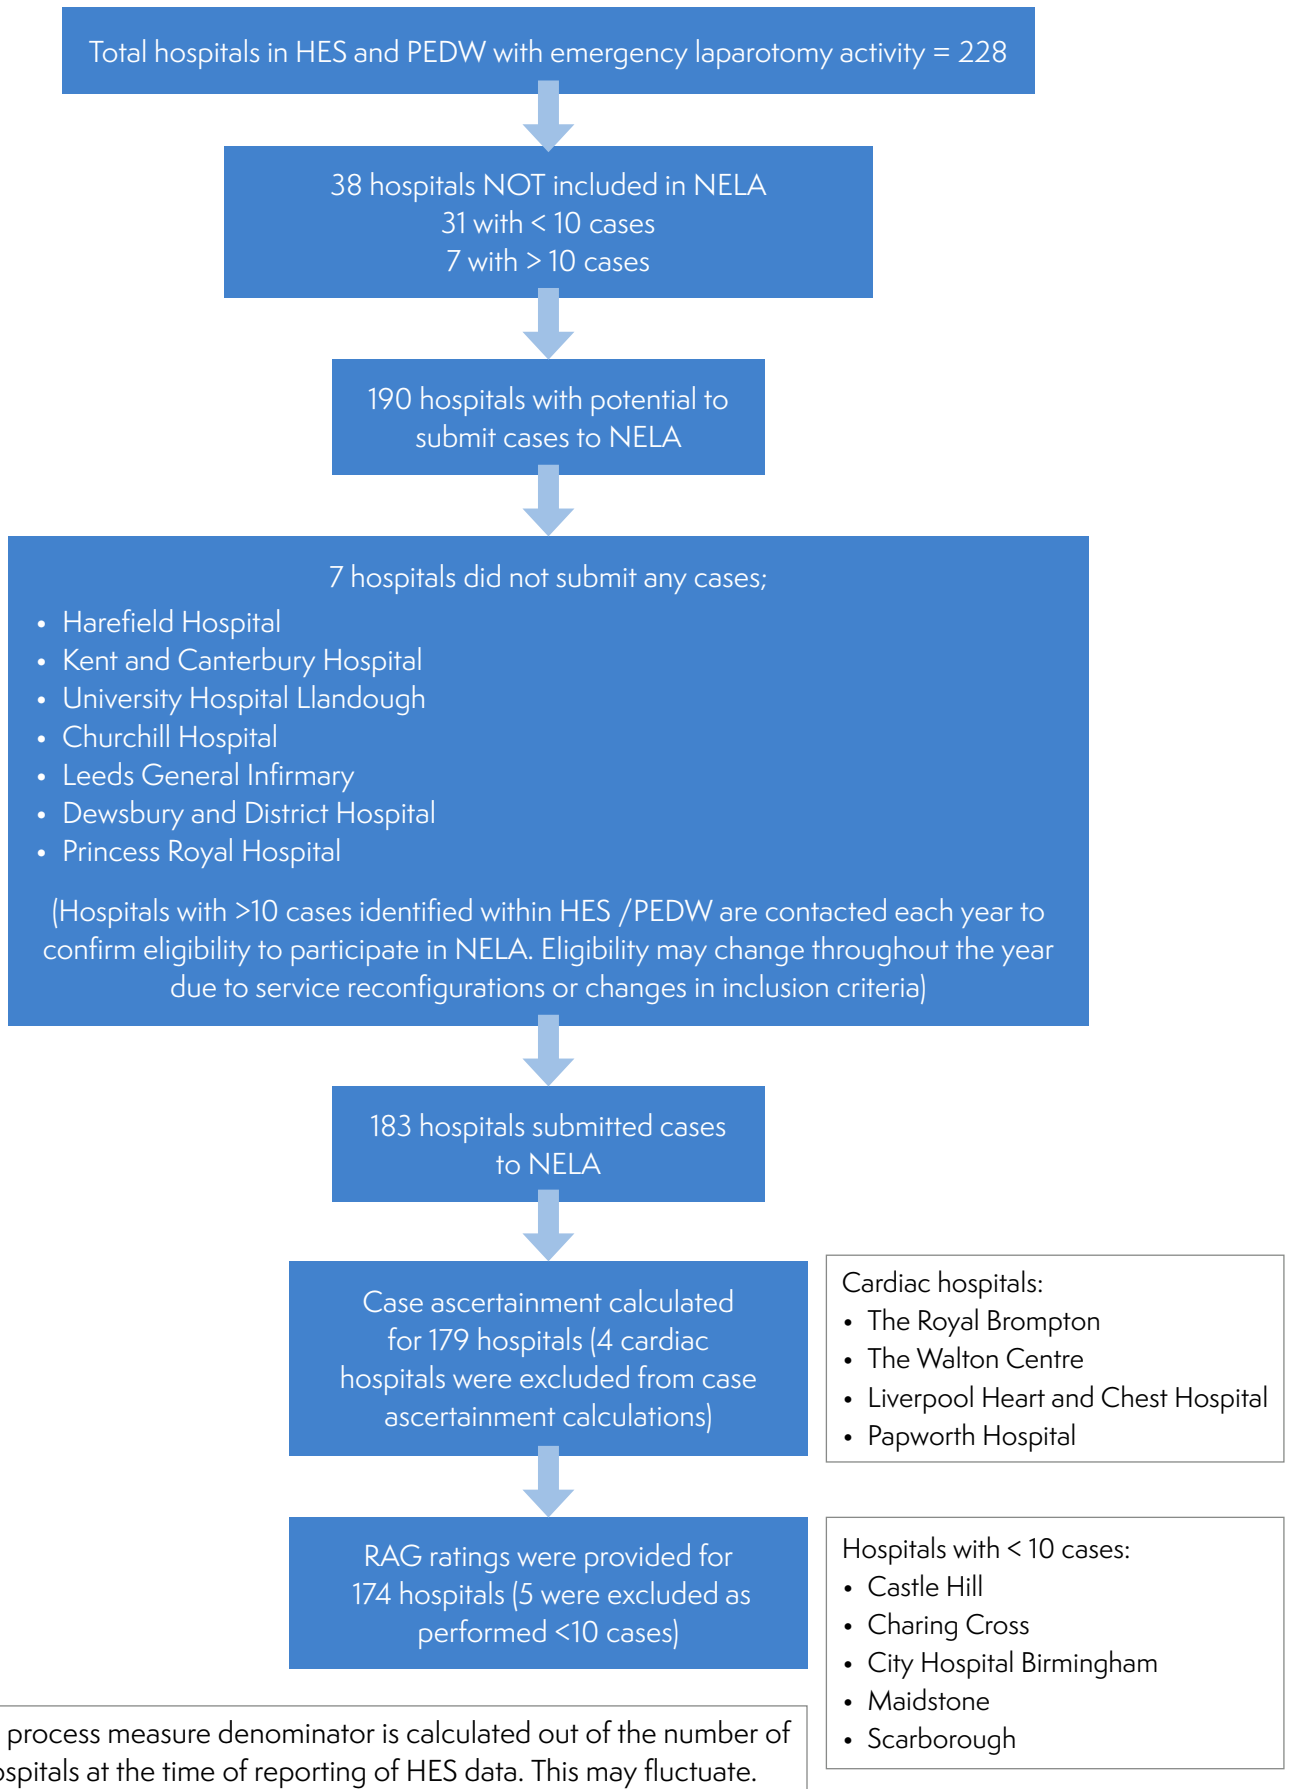 Total hospitals in HES and PEDW with emergency laparotomy activity = 228
38 hospitals NOT included in NELA
31 with < 10 cases
7 with > 10 cases
190 hospitals with potential to
submit cases to NELA
7 hospitals did not submit any cases;
• Harefield Hospital
• Kent and Canterbury Hospital
• University Hospital Llandough
• Churchill Hospital
• Leeds General Infirmary
• Dewsbury and District Hospital
• Princess Royal Hospital
(Hospitals with >10 cases identified within HES /PEDW are contacted each year to
confirm eligibility to participate in NELA. Eligibility may change throughout the year
due to service reconfigurations or changes in inclusion criteria)
183 hospitals submitted cases
to NELA
Case ascertainment calculated
for 179 hospitals (4 cardiac
hospitals were excluded from case
ascertainment calculations)
Cardiac hospitals:
• The Royal Brompton
• The Walton Centre
• Liverpool Heart and Chest Hospital
• Papworth Hospital
RAG ratings were provided for
174 hospitals (5 were excluded as
performed <10 cases)
Hospitals with < 10 cases:
• Castle Hill
• Charing Cross
• City Hospital Birmingham
• Maidstone
• Scarborough
process measure denominator is calculated out of the number of
spitals at the time of reporting of HES data. This may fluctuate.